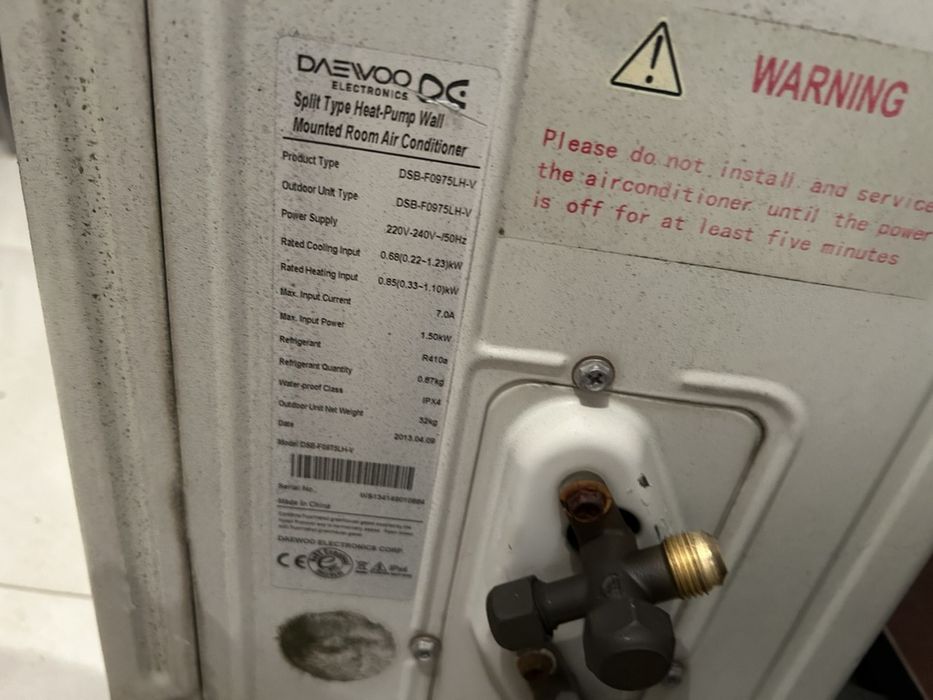 DAEWOO
ELECTRONICS
Split Type Heat-Pump Wall
Mounted Room Air Conditioner
Product Type DSB-F0975LH-V
Outdoor Unit Type DSB-F0975LH-V
Power Supply 220V-240V~/50Hz
Rated Cooling Input 0.68(0.22~1.23)kW
Rated Heating Input 0.85(0.33~1.10)kW
Max. Input Current 7.0A
Max. Input Power 1.50kW
Refrigerant R410a
Refrigerant Quantity 0.87kg
Water-proof Class IPX4
Outdoor Unit Net Weight 32kg
Date 2013.04.09
Model DSB-F0975LH-V
Serial No.
Made in China
DAEWOO ELECTRONICS CORP.
CE
WARNING
Please do not install and service
the airconditioner until the power
is off for at least five minutes